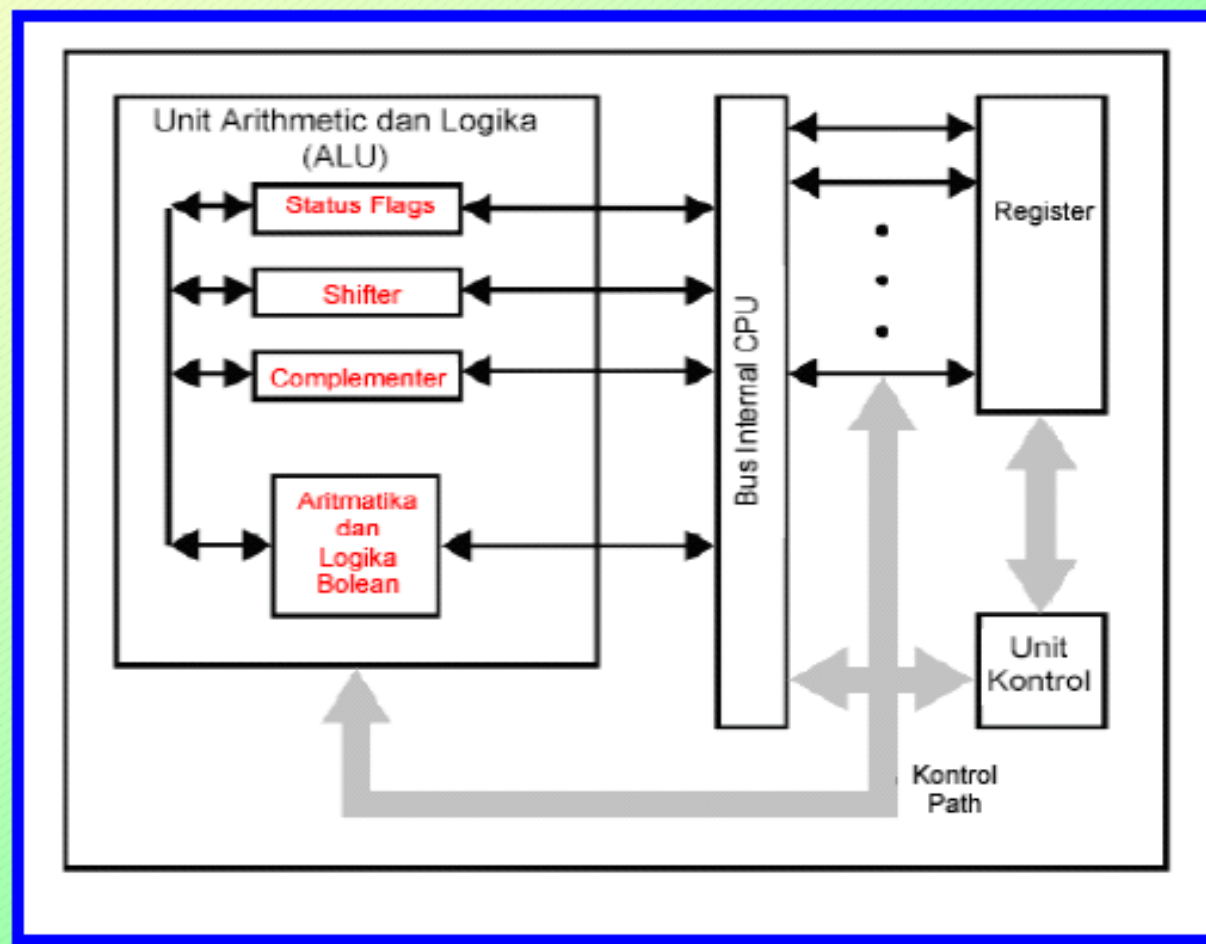 Unit Arithmetic dan Logika
(ALU)
Status Flags
Shifter
Complementer
Aritmatika
dan
Logika
Bolean
Bus Internal CPU
Register
Unit
Kontrol
Kontrol
Path